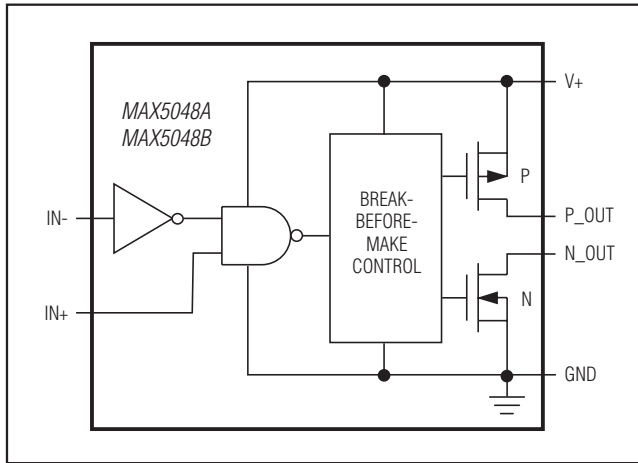 MAX5048A
MAX5048B
V+
IN-
IN+
BREAK-
BEFORE-
MAKE
CONTROL
P
P_OUT
N_OUT
N
GND